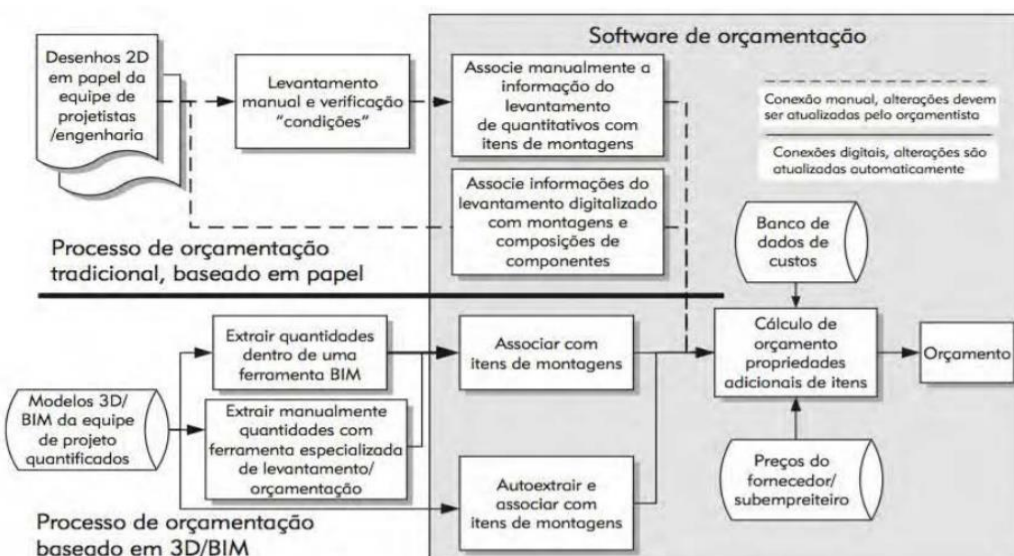 Software de orçamentação
Desenhos 2D
em papel da
equipe de
projetistas
/engenharia
Levantamento
manual e verificação
"condições"
Associe manualmente a
informação do
levantamento
de quantitativos com
itens de montagens
Conexão manual, alterações devem
ser atualizadas pelo orçamentista
Conexões digitais, alterações são
atualizadas automaticamente
Associe informações do
levantamento digitalizado
com montagens e
composições de
componentes
Banco de
dados de
custos
Processo de orçamentação
tradicional, baseado em papel
Extrair quantidades
dentro de uma
ferramenta BIM
Associar com
itens de montagens
Cálculo de
orçamento
propriedades
adicionais de itens
Orçamento
Modelos 3D/
BIM da equipe
de projeto
quantificados
Extrair manualmente
quantidades com
ferramenta especializada
de levantamento/
orçamentação
Autoextrair e
associar com
itens de montagens
Preços do
fornecedor/
subempreiteiro
Processo de orçamentação
baseado em 3D/BIM